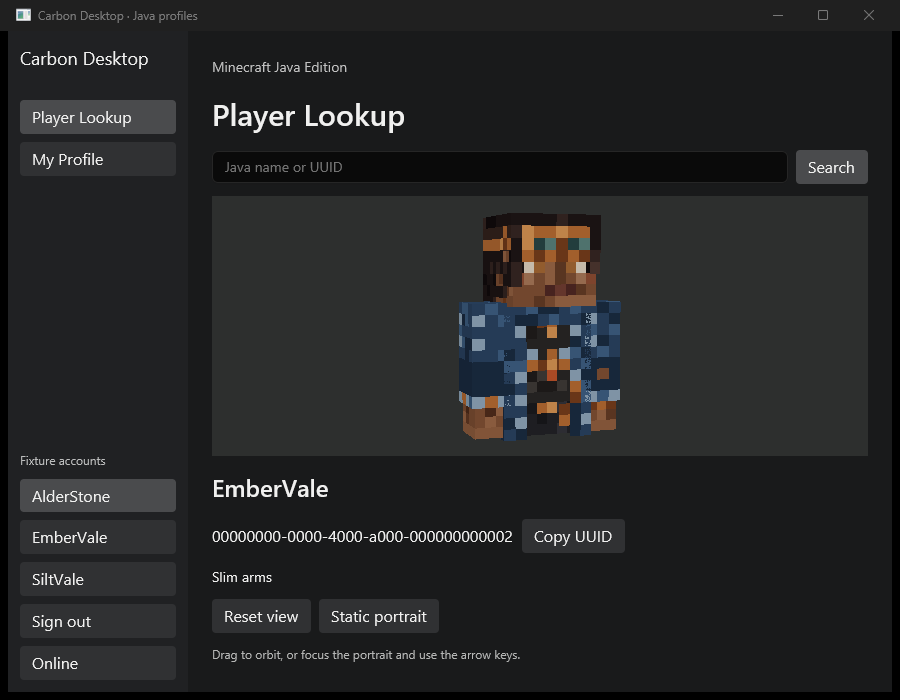 Carbon Desktop · Java profiles
Carbon Desktop
Player Lookup
My Profile
Fixture accounts
AlderStone
EmberVale
SiltVale
Sign out
Online
Minecraft Java Edition
Player Lookup
Java name or UUID
Search
EmberVale
00000000-0000-4000-a000-000000000002
Copy UUID
Slim arms
Reset view
Static portrait
Drag to orbit, or focus the portrait and use the arrow keys.